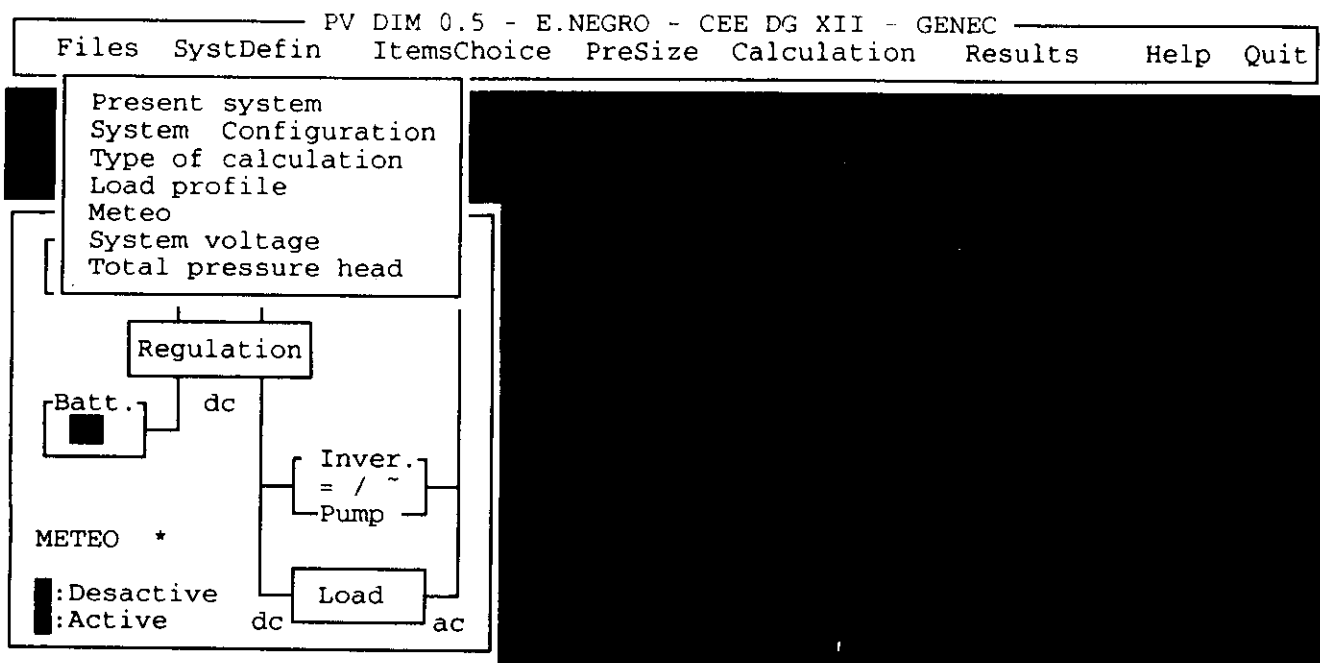 PV DIM 0.5 - E.NEGRO - CEE DG XII - GENEC
Files SystDefin ItemsChoice PreSize Calculation Results Help Quit
Present system
System Configuration
Type of calculation
Load profile
Meteo
System voltage
Total pressure head
Regulation
Batt.
dc
Inver.
= / ~
Pump
METEO *
:Desactive
:Active
Load
dc
ac